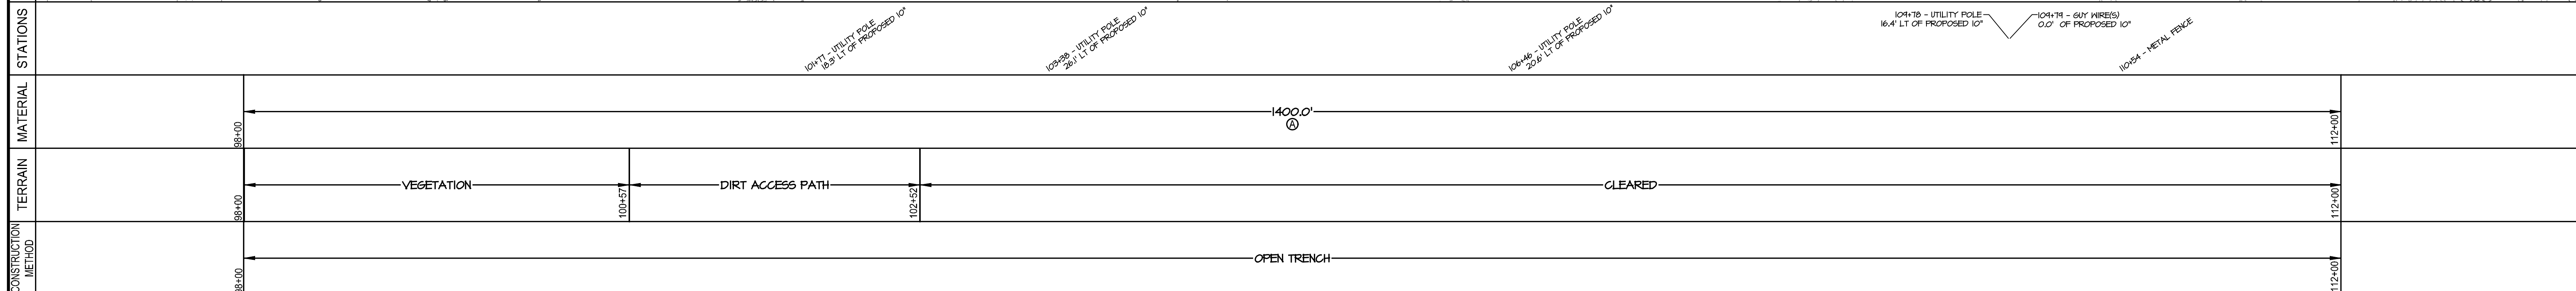 STATIONS
101+77 - UTILITY POLE
18.3' LT OF PROPOSED 10"
103+38 - UTILITY POLE
26.1' LT OF PROPOSED 10"
106+46 - UTILITY POLE
20.6' LT OF PROPOSED 10"
109+78 - UTILITY POLE
16.4' LT OF PROPOSED 10"
109+79 - GUY WIRE(S)
0.0' OF PROPOSED 10"
110+54 - METAL FENCE
MATERIAL
98+00
1400.0'
A
112+00
TERRAIN
98+00
VEGETATION
100+57
DIRT ACCESS PATH
102+52
CLEARED
112+00
CONSTRUCTION
METHOD
98+00
OPEN TRENCH
112+00